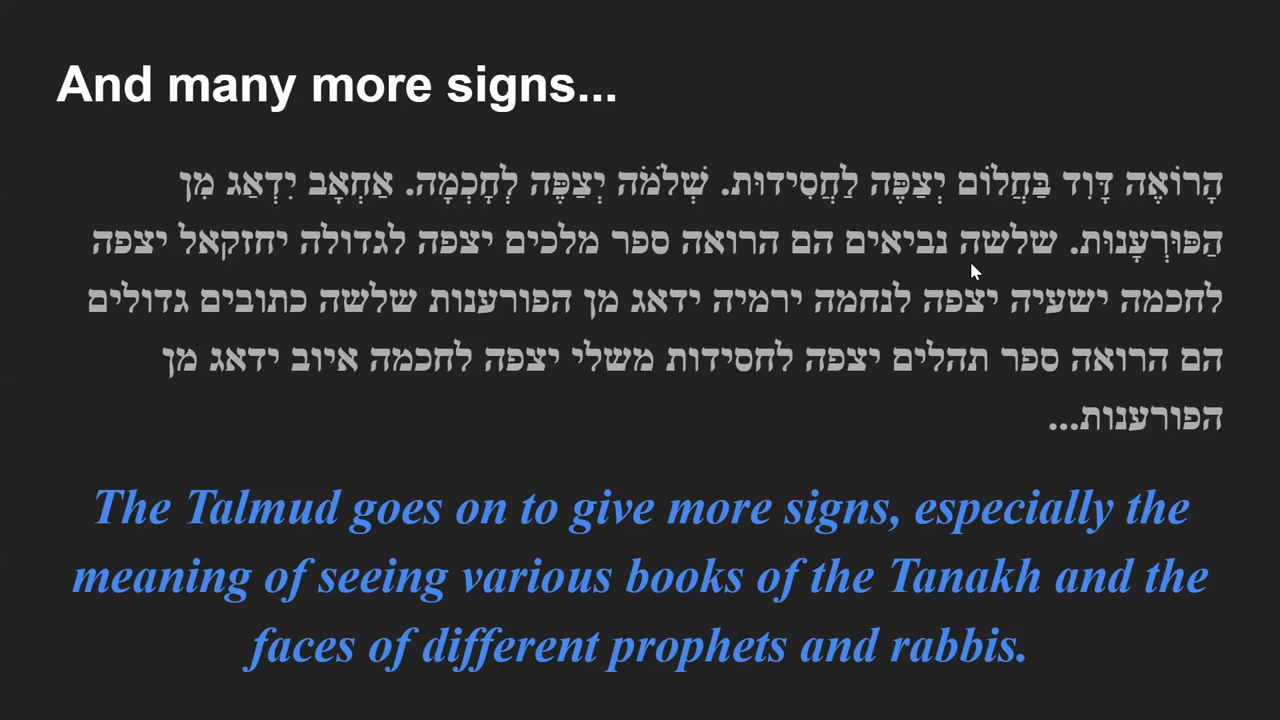 And many more signs...
הָרוֹאֶה דָּוִד בַּחֲלוֹם יְצַפֶּה לַחֲסִידוּת. שְׁלֹמֹה יְצַפֶּה לְחָכְמָה. אַחְאָב יִדְאַג מִן
הַפּוּרְעָנוּת. שלשה נביאים הם הרואה ספר מלכים יצפה לגדולה יחזקאל יצפה
לחכמה ישעיה יצפה לנחמה ירמיה ידאג מן הפורענות שלשה כתובים גדולים
הם הרואה ספר תהלים יצפה לחסידות משלי יצפה לחכמה איוב ידאג מן
הפורענות...
The Talmud goes on to give more signs, especially the
meaning of seeing various books of the Tanakh and the
faces of different prophets and rabbis.